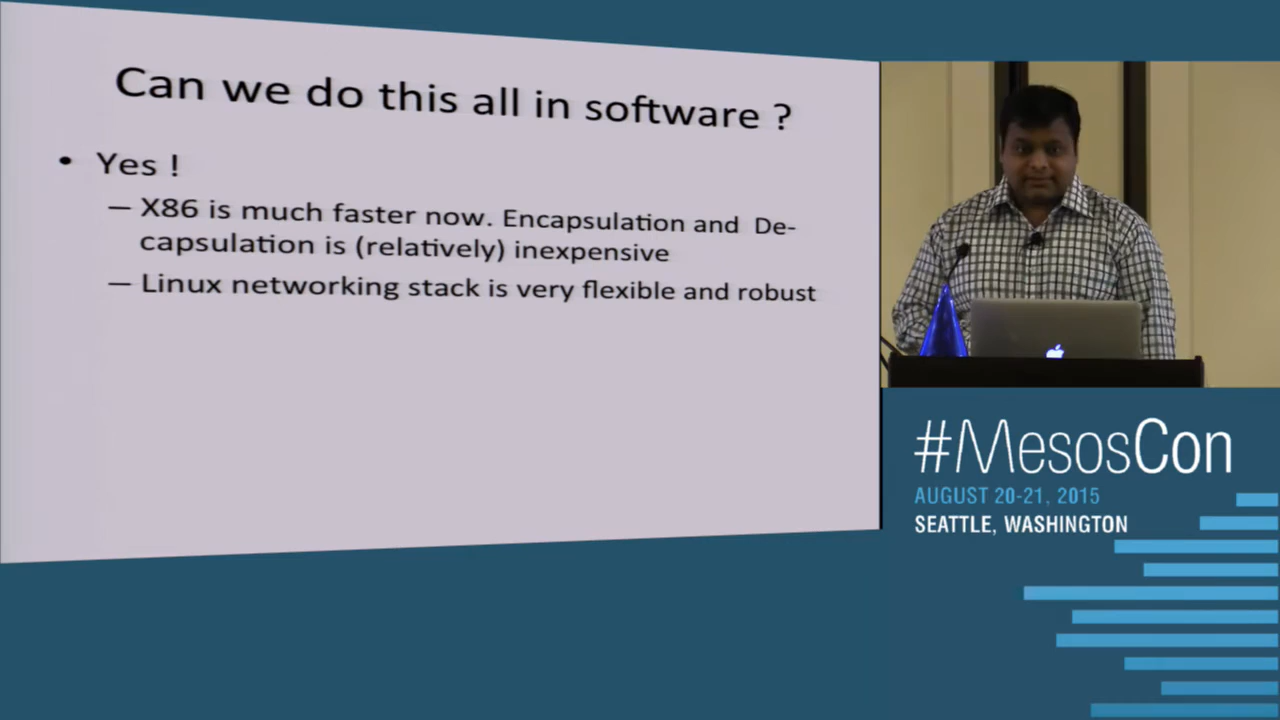 Can we do this all in software ?
• Yes !
– X86 is much faster now. Encapsulation and De-
capsulation is (relatively) inexpensive
– Linux networking stack is very flexible and robust
#MesosCon
AUGUST 20-21, 2015
SEATTLE, WASHINGTON